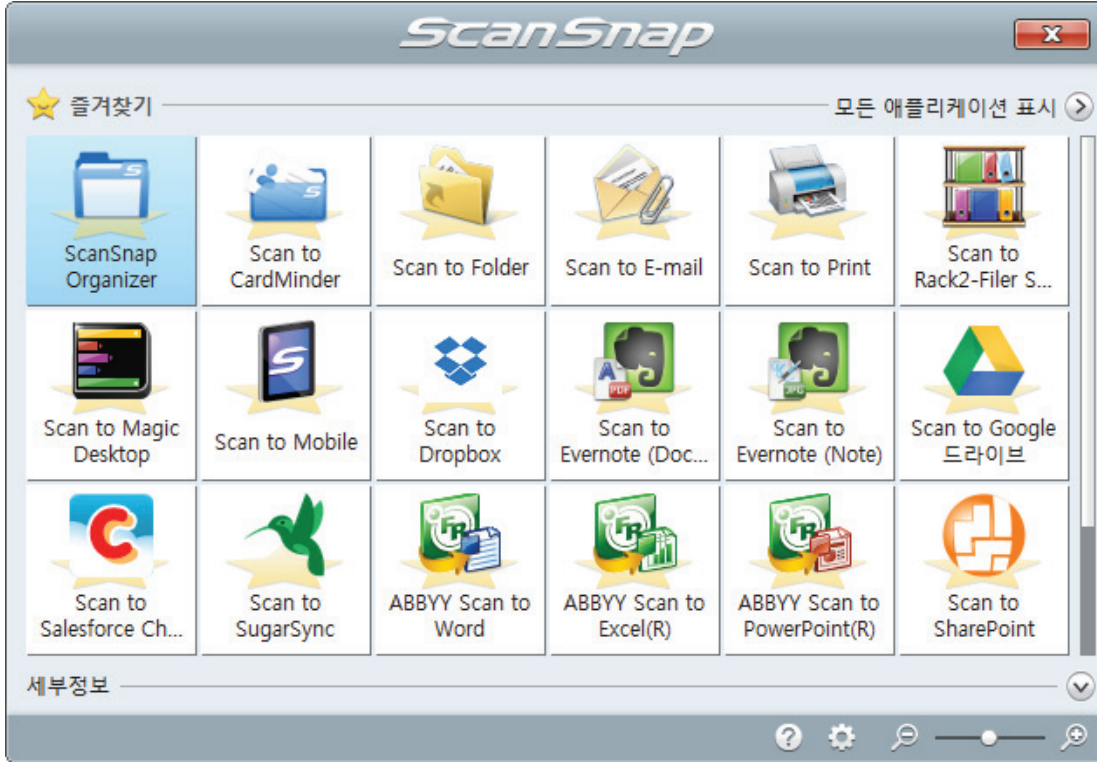 ScanSnap
즐겨찾기
모든 애플리케이션 표시
ScanSnap
Organizer
Scan to
CardMinder
Scan to Folder
Scan to E-mail
Scan to Print
Scan to
Rack2-Filer S...
Scan to Magic
Desktop
Scan to Mobile
Scan to
Dropbox
Scan to
Evernote (Doc...
Scan to
Evernote (Note)
Scan to Google
드라이브
Scan to
Salesforce Ch...
Scan to
SugarSync
ABBYY Scan to
Word
ABBYY Scan to
Excel(R)
ABBYY Scan to
PowerPoint(R)
Scan to
SharePoint
세부정보